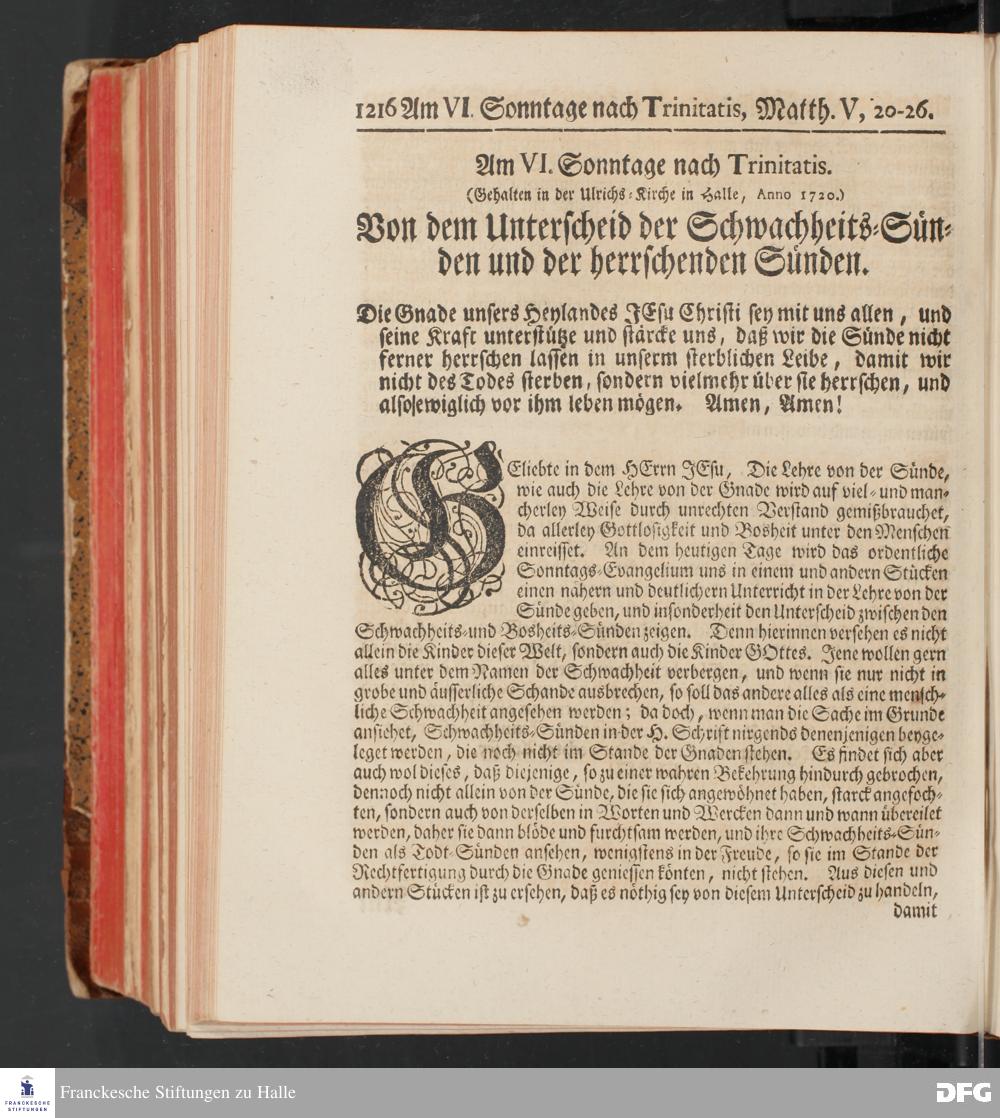 1216 Am VI. Sonntage nach Trinitatis, Matth. V, 20-26.
Am VI. Sonntage nach Trinitatis.
(Gehalten in der Ulrichs-Kirche in Halle, Anno 1720.)
Von dem Unterscheid der Schwachheits-Sün-
den und der herrschenden Sünden.
Die Gnade unsers Heylandes JEsu Christi sey mit uns allen, und
seine Kraft unterstütze und stärcke uns, daß wir die Sünde nicht
ferner herrschen lassen in unserm sterblichen Leibe, damit wir
nicht des Todes sterben, sondern vielmehr über sie herrschen, und
also ewiglich vor ihm leben mögen. Amen, Amen!
GEliebte in dem HErrn JEsu, Die Lehre von der Sünde,
wie auch die Lehre von der Gnade wird auf viel- und man-
cherley Weise durch unrechten Verstand gemißbrauchet,
da allerley Gottlosigkeit und Bosheit unter den Menschen
einreisset. An dem heutigen Tage wird das ordentliche
Sonntags-Evangelium uns in einem und andern Stücken
einen nähern und deutlichern Unterricht in der Lehre von der
Sünde geben, und insonderheit den Unterscheid zwischen den
Schwachheits- und Bosheits-Sünden zeigen. Denn hierinnen versehen es nicht
allein die Kinder dieser Welt, sondern auch die Kinder GOttes. Jene wollen gern
alles unter dem Namen der Schwachheit verbergen, und wenn sie nur nicht in
grobe und äusserliche Schande ausbrechen, so soll das andere alles als eine mensch-
liche Schwachheit angesehen werden; da doch, wenn man die Sache im Grunde
ansiehet, Schwachheits-Sünden in der H. Schrift nirgends denenjenigen beyge-
leget werden, die noch nicht im Stande der Gnaden stehen. Es findet sich aber
auch wol dieses, daß diejenige, so zu einer wahren Bekehrung hindurch gebrochen,
dennoch nicht allein von der Sünde, die sie sich angewöhnet haben, starck angefoch-
ten, sondern auch von derselben in Worten und Wercken dann und wann übereilet
werden, daher sie dann blöde und furchtsam werden, und ihre Schwachheits-Sün-
den als Todt-Sünden ansehen, wenigstens in der Freude, so sie im Stande der
Rechtfertigung durch die Gnade geniessen könten, nicht stehen. Aus diesen und
andern Stücken ist zu ersehen, daß es nöthig sey von diesem Unterscheid zu handeln,
damit
FRANCKESCHE
STIFTUNGEN
Franckesche Stiftungen zu Halle
DFG